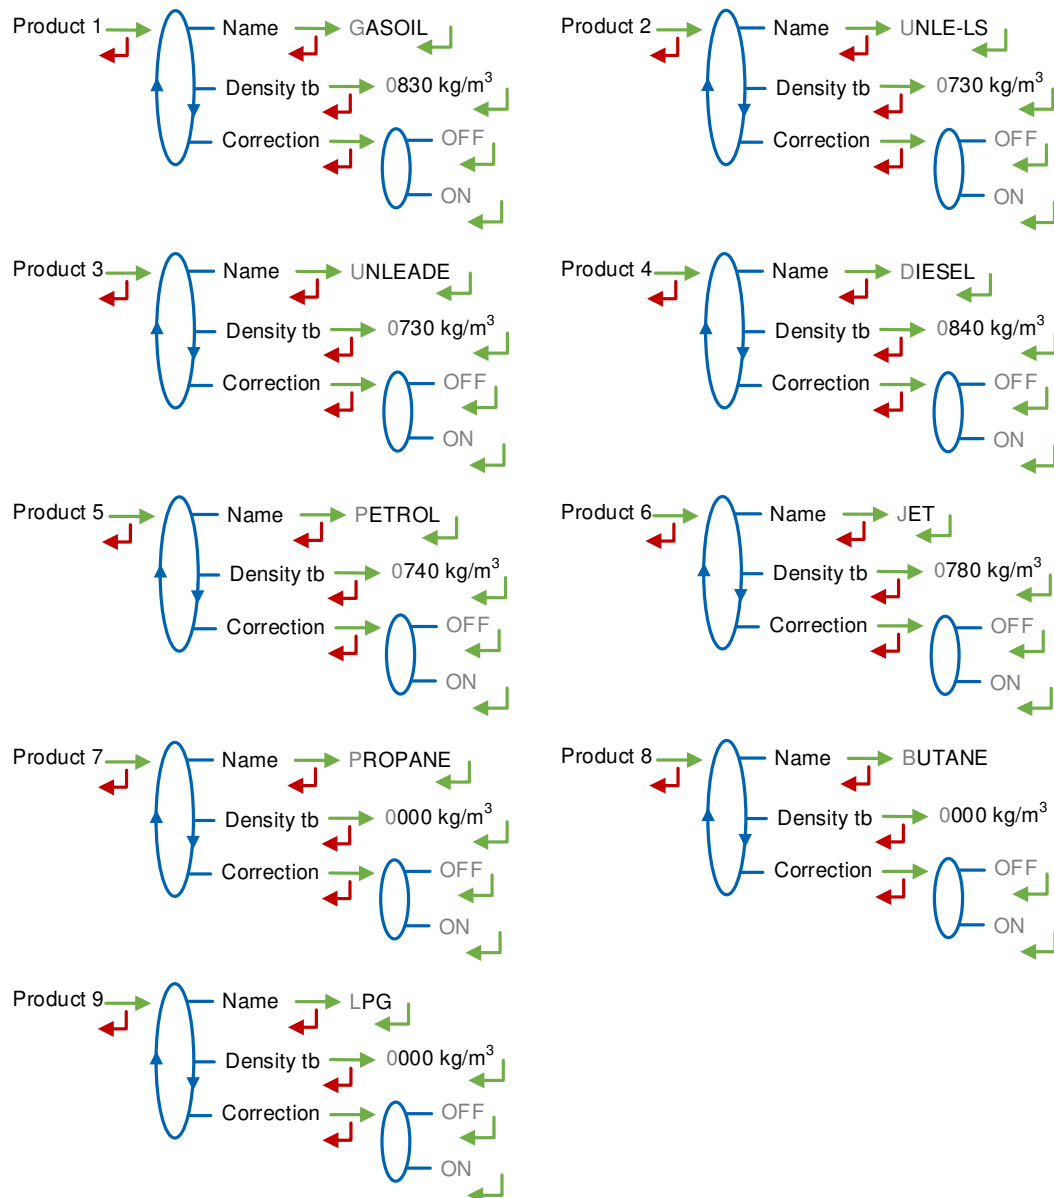 Product 1 Name GASOIL
Density tb 0830 kg/m³
Correction OFF
ON
Product 2 Name UNLE-LS
Density tb 0730 kg/m³
Correction OFF
ON
Product 3 Name UNLEADE
Density tb 0730 kg/m³
Correction OFF
ON
Product 4 Name DIESEL
Density tb 0840 kg/m³
Correction OFF
ON
Product 5 Name PETROL
Density tb 0740 kg/m³
Correction OFF
ON
Product 6 Name JET
Density tb 0780 kg/m³
Correction OFF
ON
Product 7 Name PROPANE
Density tb 0000 kg/m³
Correction OFF
ON
Product 8 Name BUTANE
Density tb 0000 kg/m³
Correction OFF
ON
Product 9 Name LPG
Density tb 0000 kg/m³
Correction OFF
ON